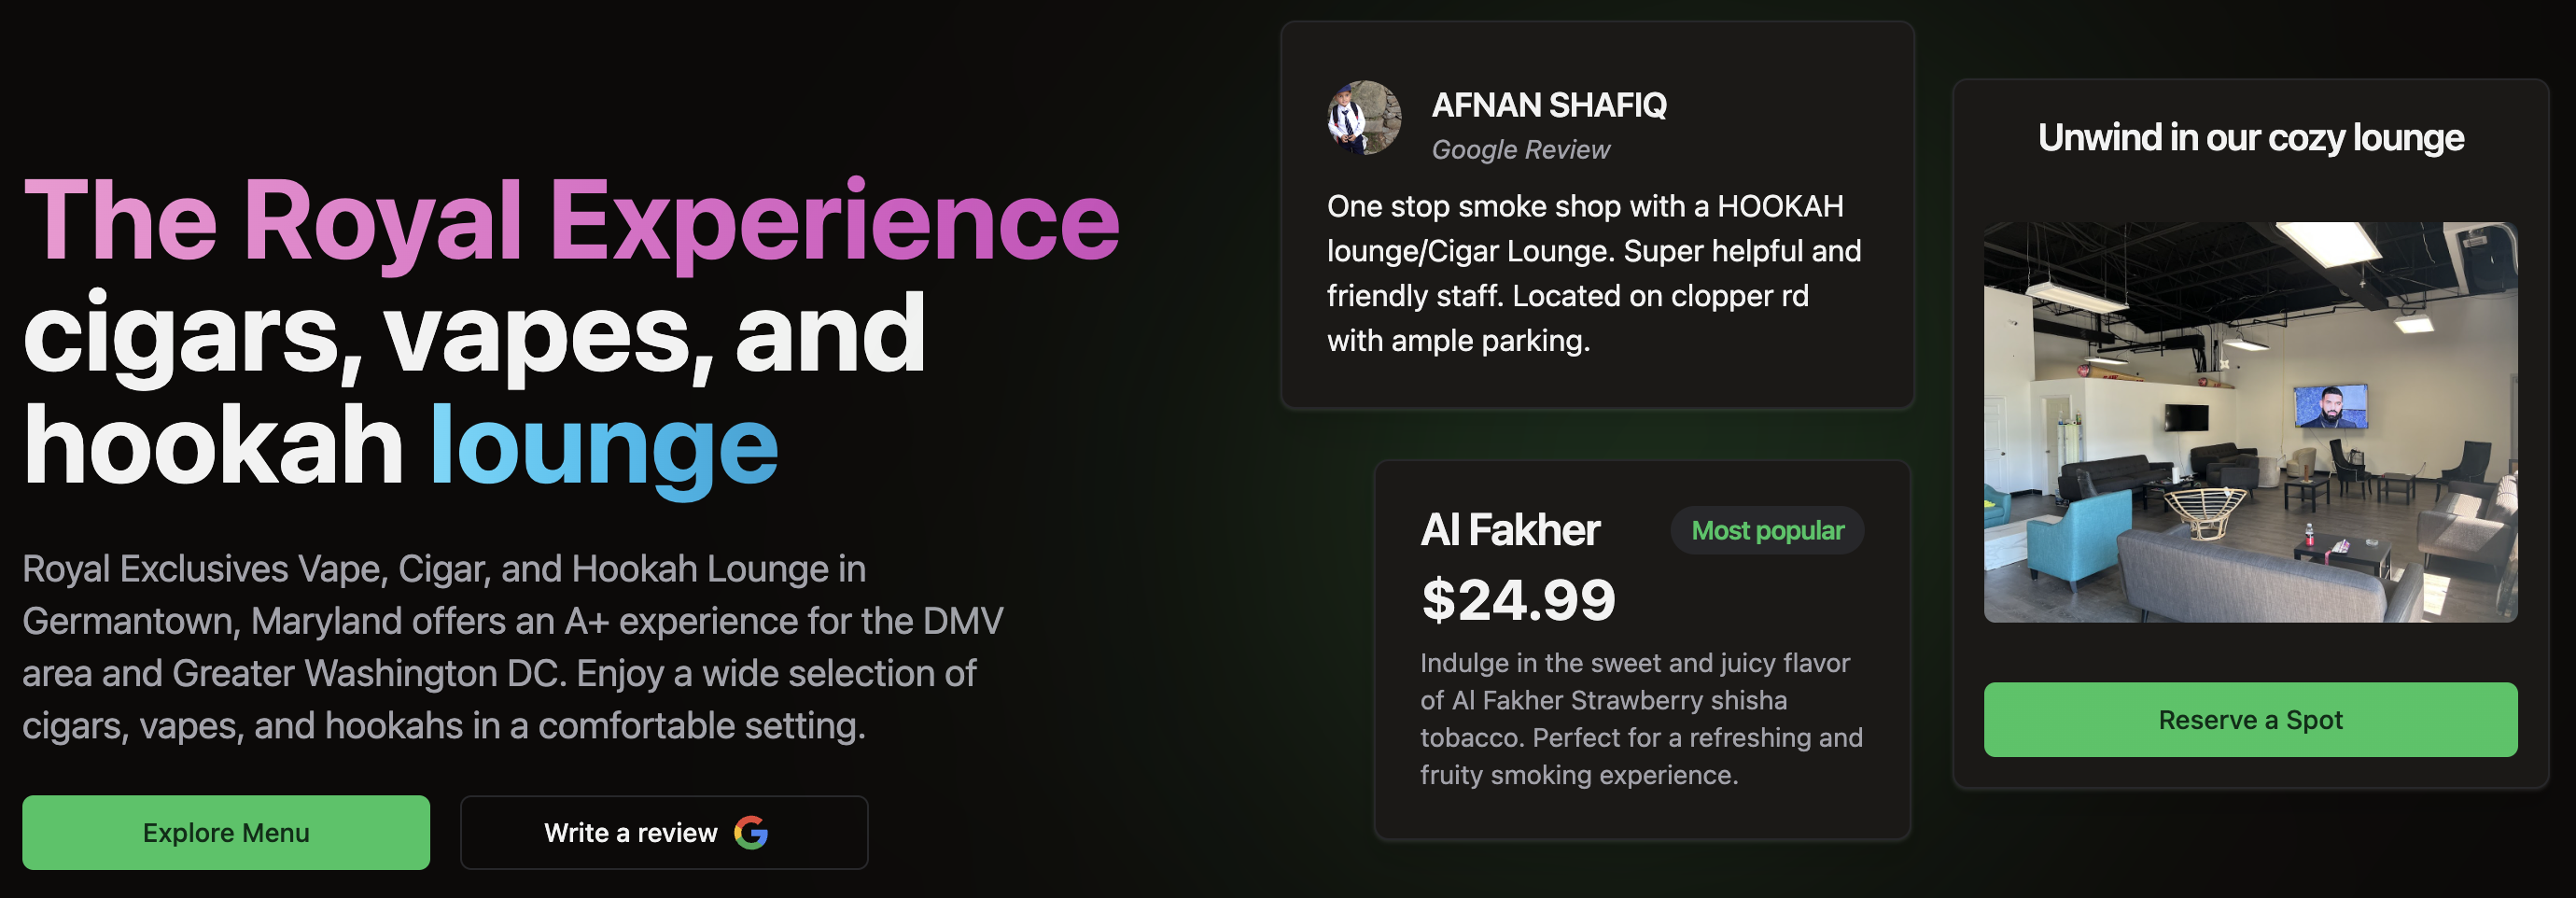 The Royal Experience
cigars, vapes, and
hookah lounge
Royal Exclusives Vape, Cigar, and Hookah Lounge in
Germantown, Maryland offers an A+ experience for the DMV
area and Greater Washington DC. Enjoy a wide selection of
cigars, vapes, and hookahs in a comfortable setting.
Explore Menu
Write a review
AFNAN SHAFIQ
Google Review
One stop smoke shop with a HOOKAH
lounge/Cigar Lounge. Super helpful and
friendly staff. Located on clopper rd
with ample parking.
Al Fakher
Most popular
$24.99
Indulge in the sweet and juicy flavor
of Al Fakher Strawberry shisha
tobacco. Perfect for a refreshing and
fruity smoking experience.
Unwind in our cozy lounge
Reserve a Spot